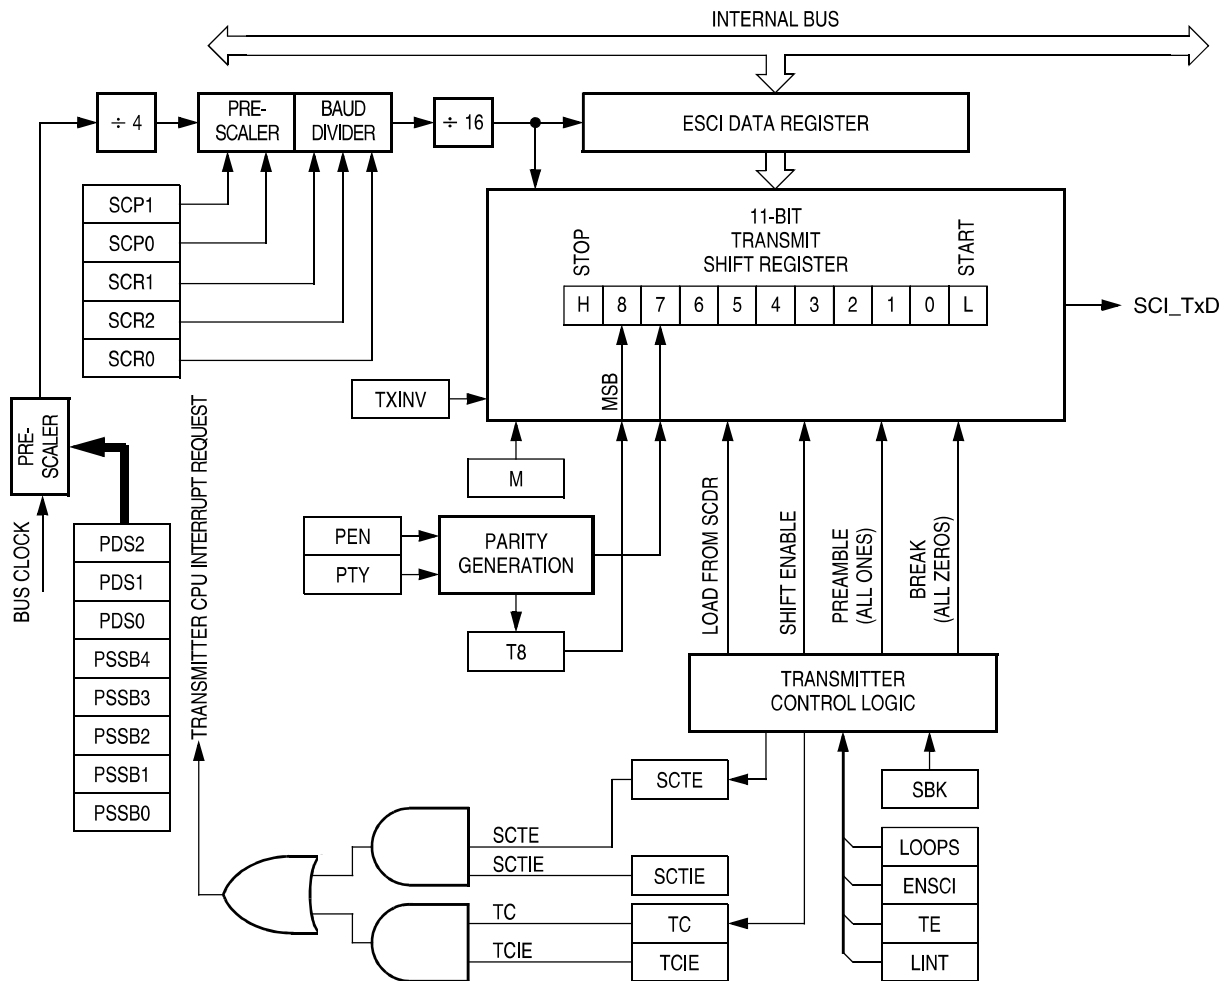 INTERNAL BUS
÷ 4
PRE-
SCALER
BAUD
DIVIDER
÷ 16
ESCI DATA REGISTER
SCP1
SCP0
SCR1
SCR2
SCR0
11-BIT
TRANSMIT
SHIFT REGISTER
STOP
START
H 8 7 6 5 4 3 2 1 0 L
SCI_TxD
MSB
TXINV
M
PRE-
SCALER
BUS CLOCK
TRANSMITTER CPU INTERRUPT REQUEST
PDS2
PDS1
PDS0
PSSB4
PSSB3
PSSB2
PSSB1
PSSB0
PEN
PTY
PARITY
GENERATION
T8
LOAD FROM SCDR
SHIFT ENABLE
PREAMBLE
(ALL ONES)
BREAK
(ALL ZEROS)
TRANSMITTER
CONTROL LOGIC
SCTE
SBK
SCTE
SCTIE
SCTIE
TC
TC
TCIE
TCIE
LOOPS
ENSCI
TE
LINT